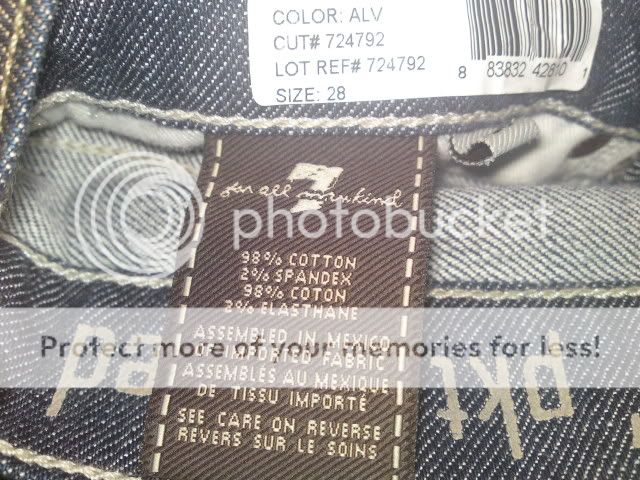 COLOR: ALV
CUT# 724792
LOT REF# 724792
SIZE: 28
8 83832 42810 1
7
for all mankind
photobucket
98% COTTON
2% SPANDEX
98% COTON
2% ELASTHANE
Protect more of your memories for less!
ASSEMBLED IN MEXICO
OF IMPORTED FABRIC
ASSEMBLÉS AU MEXIQUE
DE TISSU IMPORTÉ
SEE CARE ON REVERSE
REVERS SUR LE SOINS
pkt